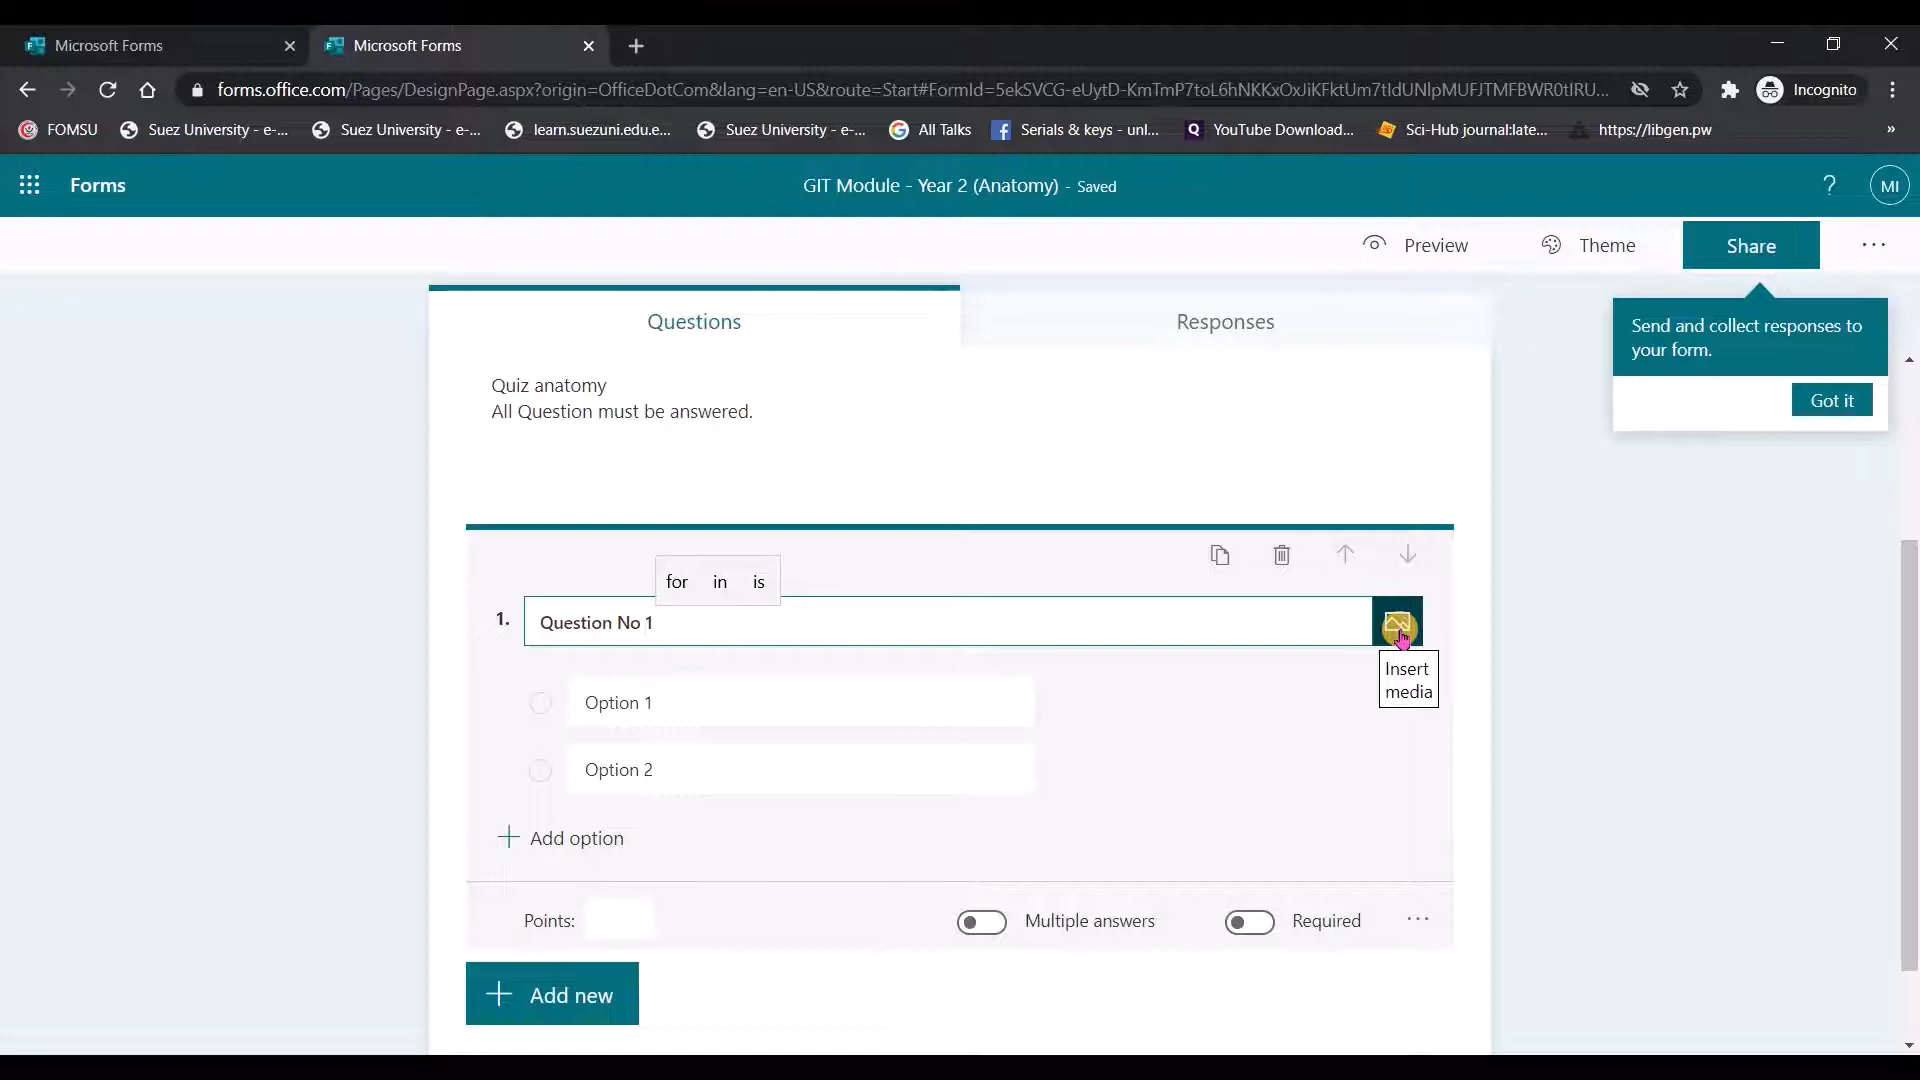 Microsoft Forms
Microsoft Forms
forms.office.com/Pages/DesignPage.aspx?origin=OfficeDotCom&lang=en-US&route=Start#FormId=5ekSVCG-eUytD-KmTmP7toL6hNKKxOxJiKFktUm7tIdUNlpMUFJTMFBWR0tIRU...
Incognito
FOMSU
Suez University - e-...
Suez University - e-...
learn.suezuni.edu.e...
Suez University - e-...
All Talks
Serials & keys - unl...
YouTube Download...
Sci-Hub journal:late...
https://libgen.pw
»
Forms
GIT Module - Year 2 (Anatomy) - Saved
?
MI
Preview
Theme
Share
Questions
Responses
Send and collect responses to
your form.
Got it
Quiz anatomy
All Question must be answered.
for in is
1.
Question No 1
Insert
media
Option 1
Option 2
Add option
Points:
Multiple answers
Required
Add new